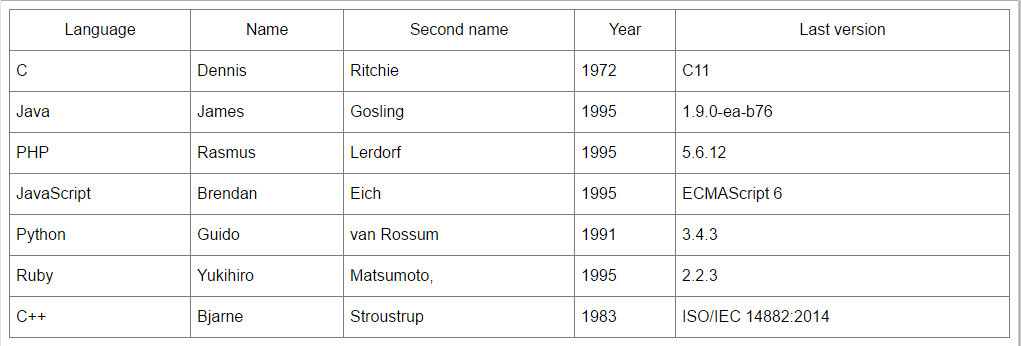 Language Name Second name Year Last version
C Dennis Ritchie 1972 C11
Java James Gosling 1995 1.9.0-ea-b76
PHP Rasmus Lerdorf 1995 5.6.12
JavaScript Brendan Eich 1995 ECMAScript 6
Python Guido van Rossum 1991 3.4.3
Ruby Yukihiro Matsumoto, 1995 2.2.3
C++ Bjarne Stroustrup 1983 ISO/IEC 14882:2014